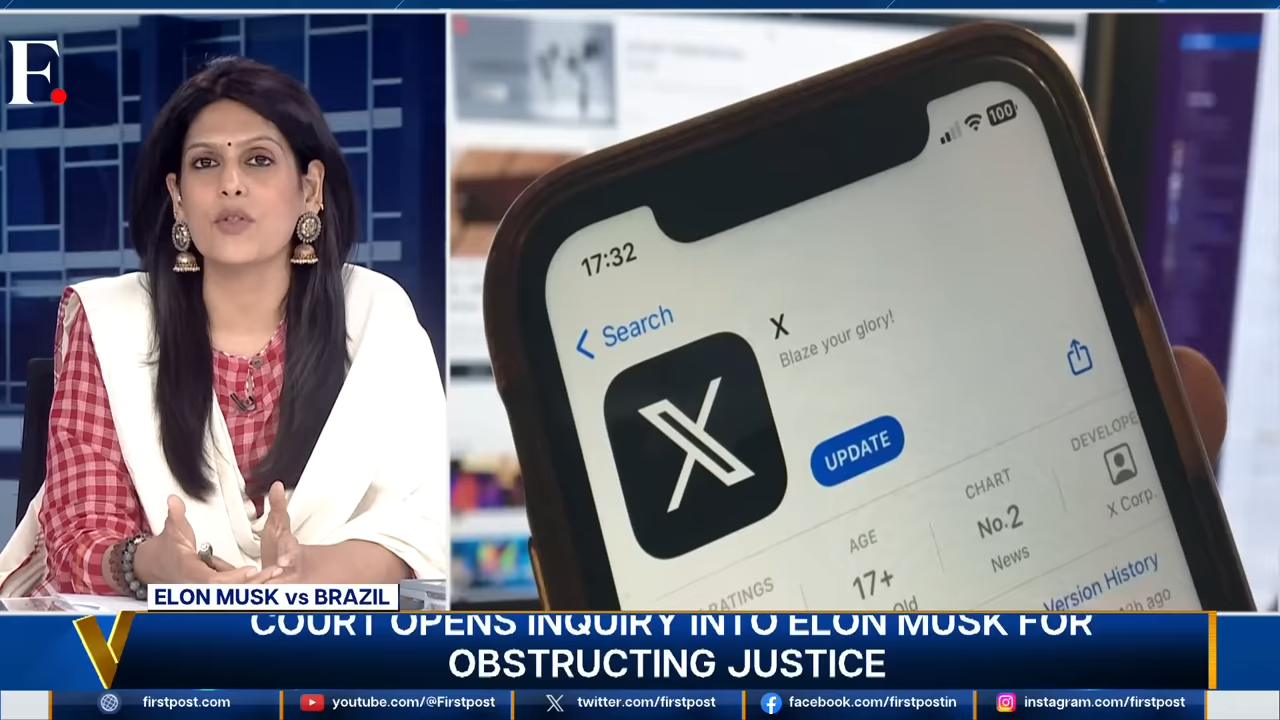 F.
17:32
100
Search
X
Blaze your glory!
UPDATE
RATINGS
AGE
17+
Old
CHART
No.2
News
DEVELOPE
X Corp.
Version History
ago
ELON MUSK vs BRAZIL
V
COURT OPENS INQUIRY INTO ELON MUSK FOR
OBSTRUCTING JUSTICE
firstpost.com
youtube.com/@Firstpost
twitter.com/firstpost
facebook.com/firstpostin
instagram.com/firstpost